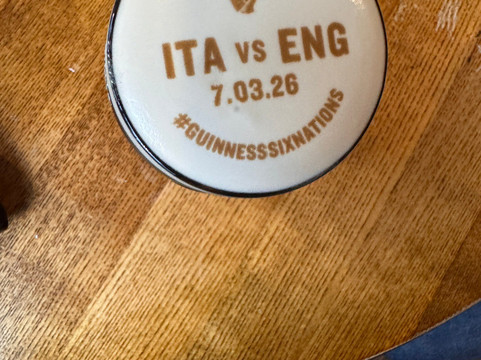 ITA vs ENG
7.03.26
#GUINNESSSIXNATIONS